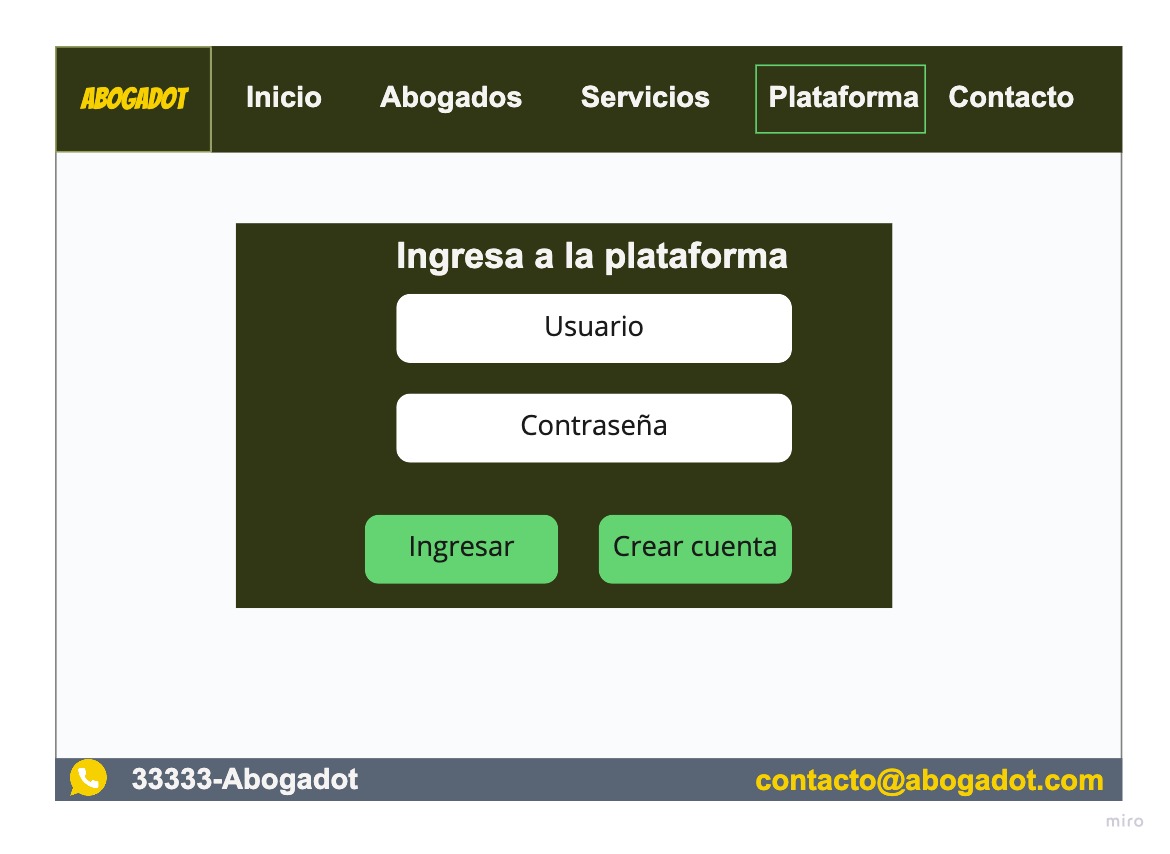 ABOGADOT
Inicio Abogados Servicios Plataforma Contacto
Ingresa a la plataforma
Usuario
Contraseña
Ingresar Crear cuenta
33333-Abogadot contacto@abogadot.com
miro